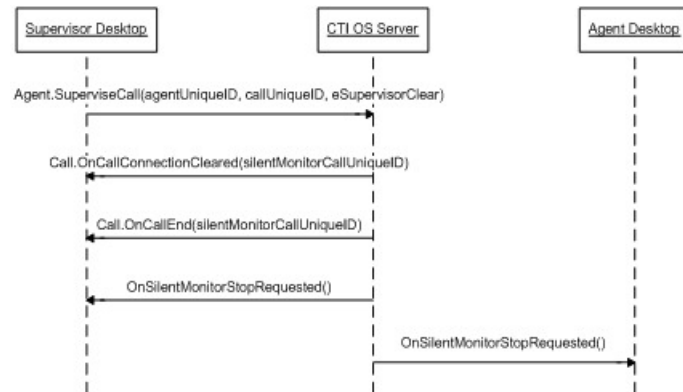 Supervisor Desktop
CTI OS Server
Agent Desktop
Agent.SuperviseCall(agentUniqueID, callUniqueID, eSupervisorClear)
Call.OnCallConnectionCleared(silentMonitorCallUniqueID)
Call.OnCallEnd(silentMonitorCallUniqueID)
OnSilentMonitorStopRequested()
OnSilentMonitorStopRequested()